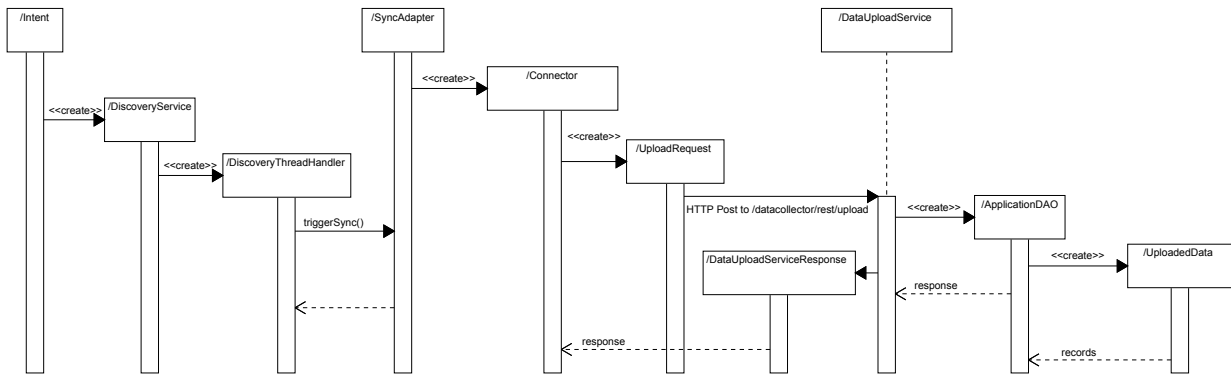 /Intent
/SyncAdapter
/DataUploadService
<<create>>
/Connector
<<create>>
/DiscoveryService
<<create>>
/UploadRequest
<<create>>
/DiscoveryThreadHandler
HTTP Post to /datacollector/rest/upload
<<create>>
/ApplicationDAO
triggerSync()
/DataUploadServiceResponse
<<create>>
/UploadedData
response
response
records